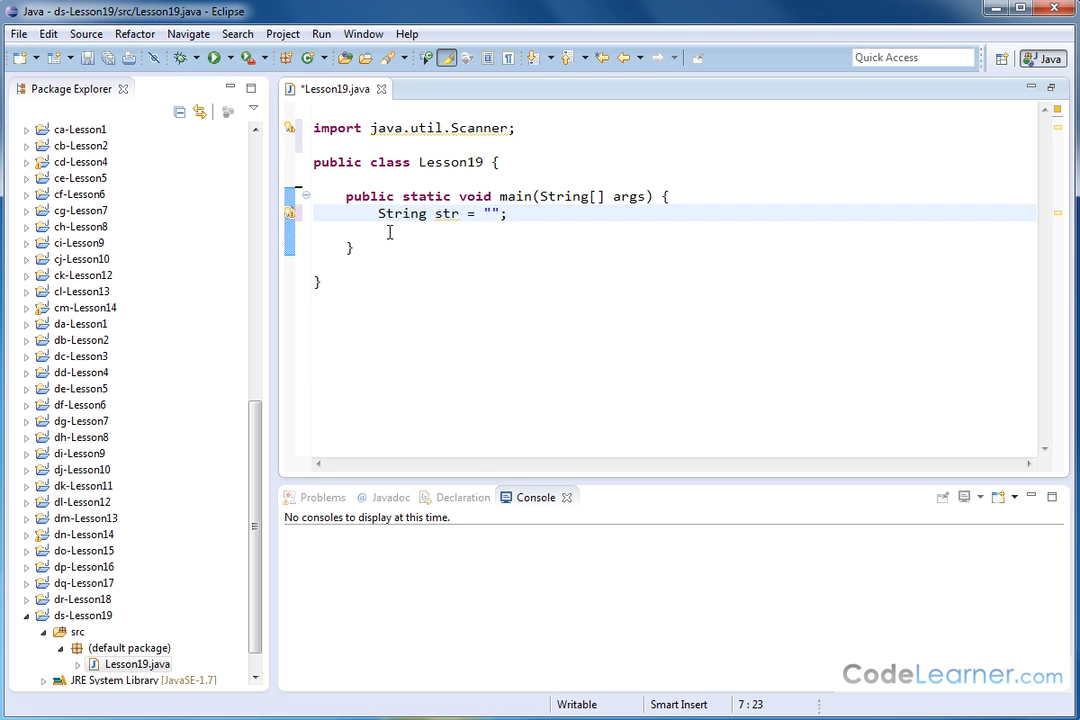 Java - ds-Lesson19/src/Lesson19.java - Eclipse
File Edit Source Refactor Navigate Search Project Run Window Help
Quick Access
Java
Package Explorer
*Lesson19.java
ca-Lesson1
cb-Lesson2
cd-Lesson4
ce-Lesson5
cf-Lesson6
cg-Lesson7
ch-Lesson8
ci-Lesson9
cj-Lesson10
ck-Lesson12
cl-Lesson13
cm-Lesson14
da-Lesson1
db-Lesson2
dc-Lesson3
dd-Lesson4
de-Lesson5
df-Lesson6
dg-Lesson7
dh-Lesson8
di-Lesson9
dj-Lesson10
dk-Lesson11
dl-Lesson12
dm-Lesson13
dn-Lesson14
do-Lesson15
dp-Lesson16
dq-Lesson17
dr-Lesson18
ds-Lesson19
src
(default package)
Lesson19.java
JRE System Library [JavaSE-1.7]
import java.util.Scanner;
public class Lesson19 {
public static void main(String[] args) {
String str = "";
}
}
Problems @ Javadoc Declaration Console
No consoles to display at this time.
CodeLearner.com
Writable Smart Insert 7 : 23